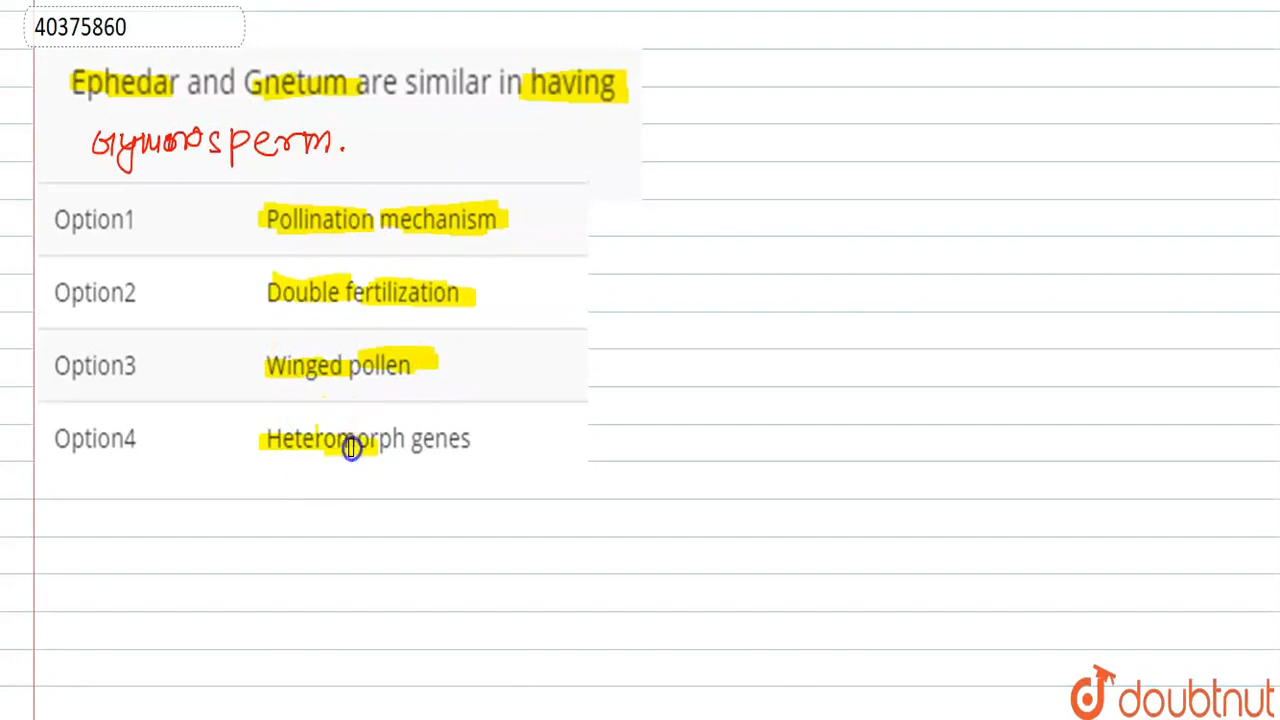 40375860
Ephedar and Gnetum are similar in having
Gymnosperm.
Option1 Pollination mechanism
Option2 Double fertilization
Option3 Winged pollen
Option4 Heteromorph genes
doubtnut